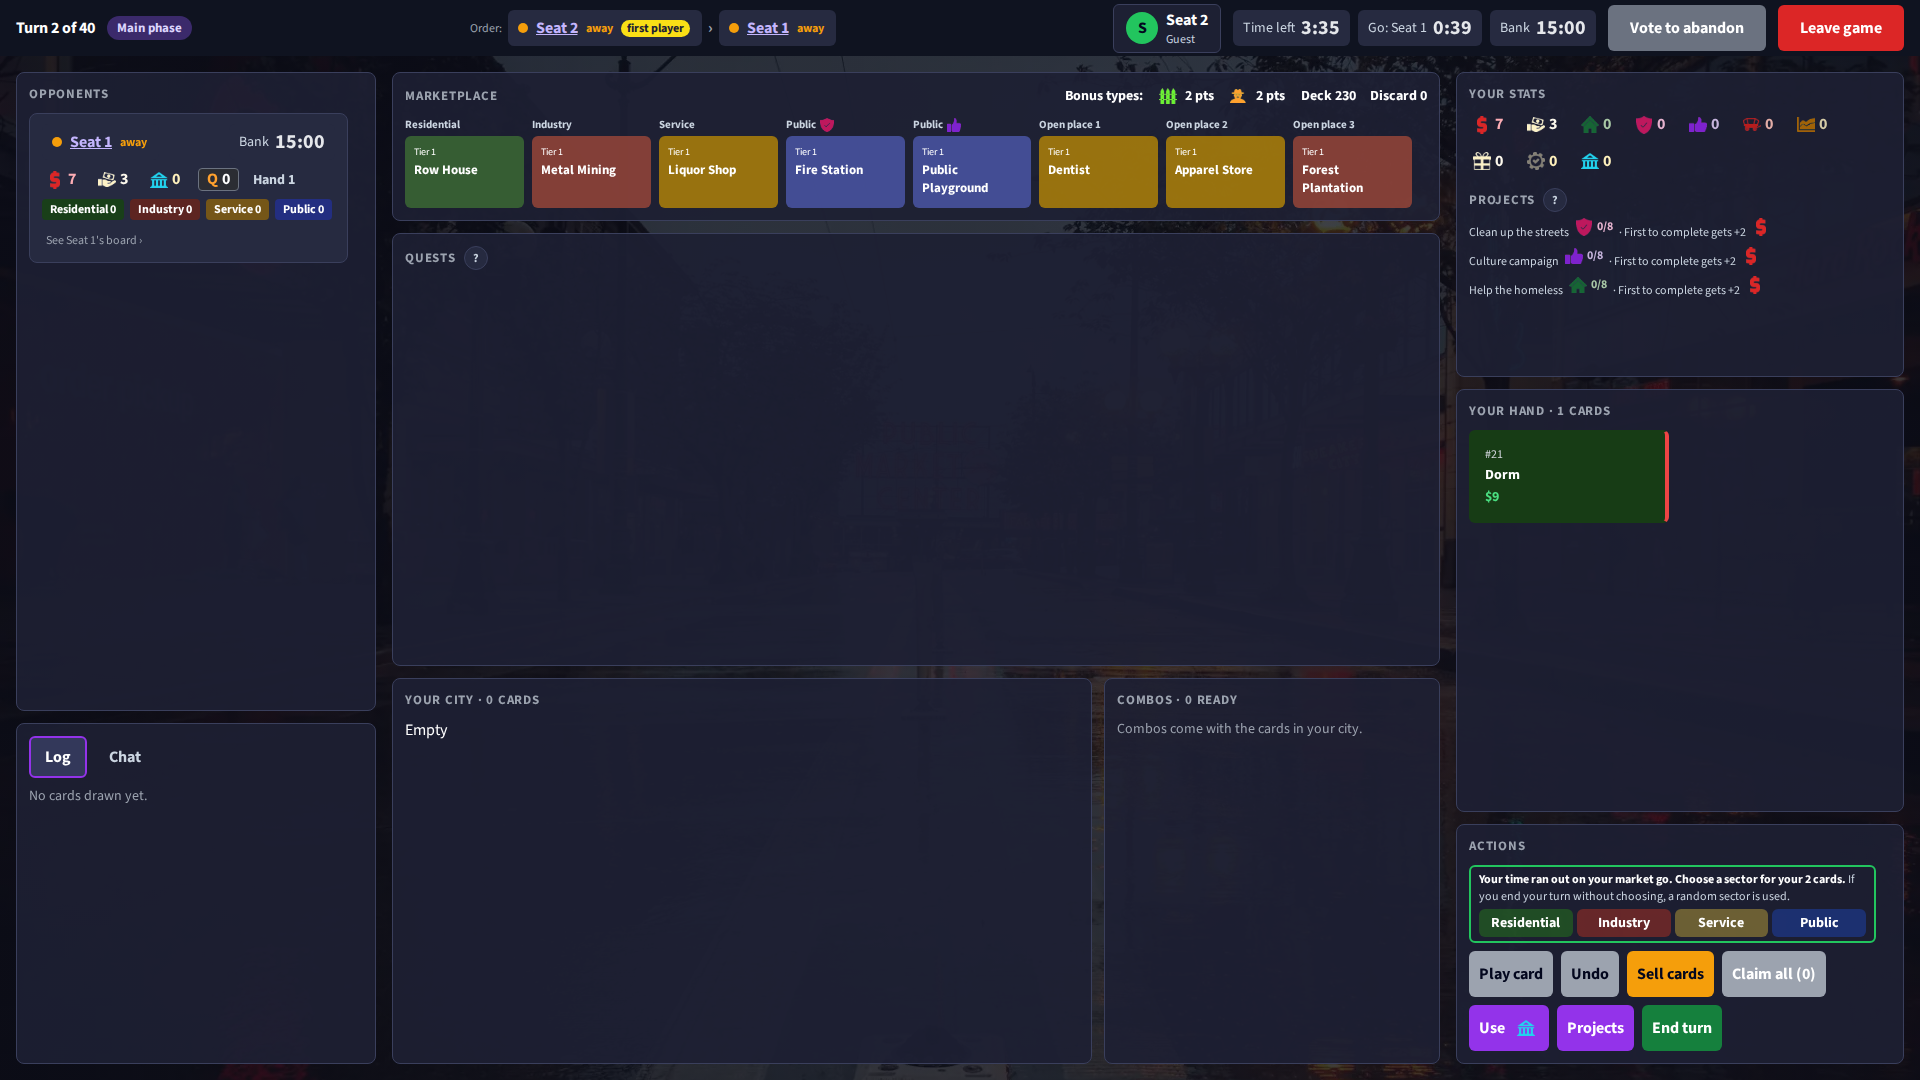 Turn 2 of 40 Main phase
Order: Seat 2 away first player › Seat 1 away
S Seat 2 Guest
Time left 3:35
Go: Seat 1 0:39
Bank 15:00
Vote to abandon
Leave game
OPPONENTS
Seat 1 away Bank 15:00
7 3 0 Q 0 Hand 1
Residential 0 Industry 0 Service 0 Public 0
See Seat 1's board ›
Log Chat
No cards drawn yet.
MARKETPLACE
Bonus types: 2 pts 2 pts Deck 230 Discard 0
Residential Industry Service Public Public Open place 1 Open place 2 Open place 3
Tier 1 Row House
Tier 1 Metal Mining
Tier 1 Liquor Shop
Tier 1 Fire Station
Tier 1 Public Playground
Tier 1 Dentist
Tier 1 Apparel Store
Tier 1 Forest Plantation
QUESTS ?
YOUR CITY · 0 CARDS
Empty
COMBOS · 0 READY
Combos come with the cards in your city.
YOUR STATS
7 3 0 0 0 0 0
0 0 0
PROJECTS ?
Clean up the streets 0/8 · First to complete gets +2
Culture campaign 0/8 · First to complete gets +2
Help the homeless 0/8 · First to complete gets +2
YOUR HAND · 1 CARDS
#21
Dorm
$9
ACTIONS
Your time ran out on your market go. Choose a sector for your 2 cards. If
you end your turn without choosing, a random sector is used.
Residential Industry Service Public
Play card Undo Sell cards Claim all (0)
Use Projects End turn